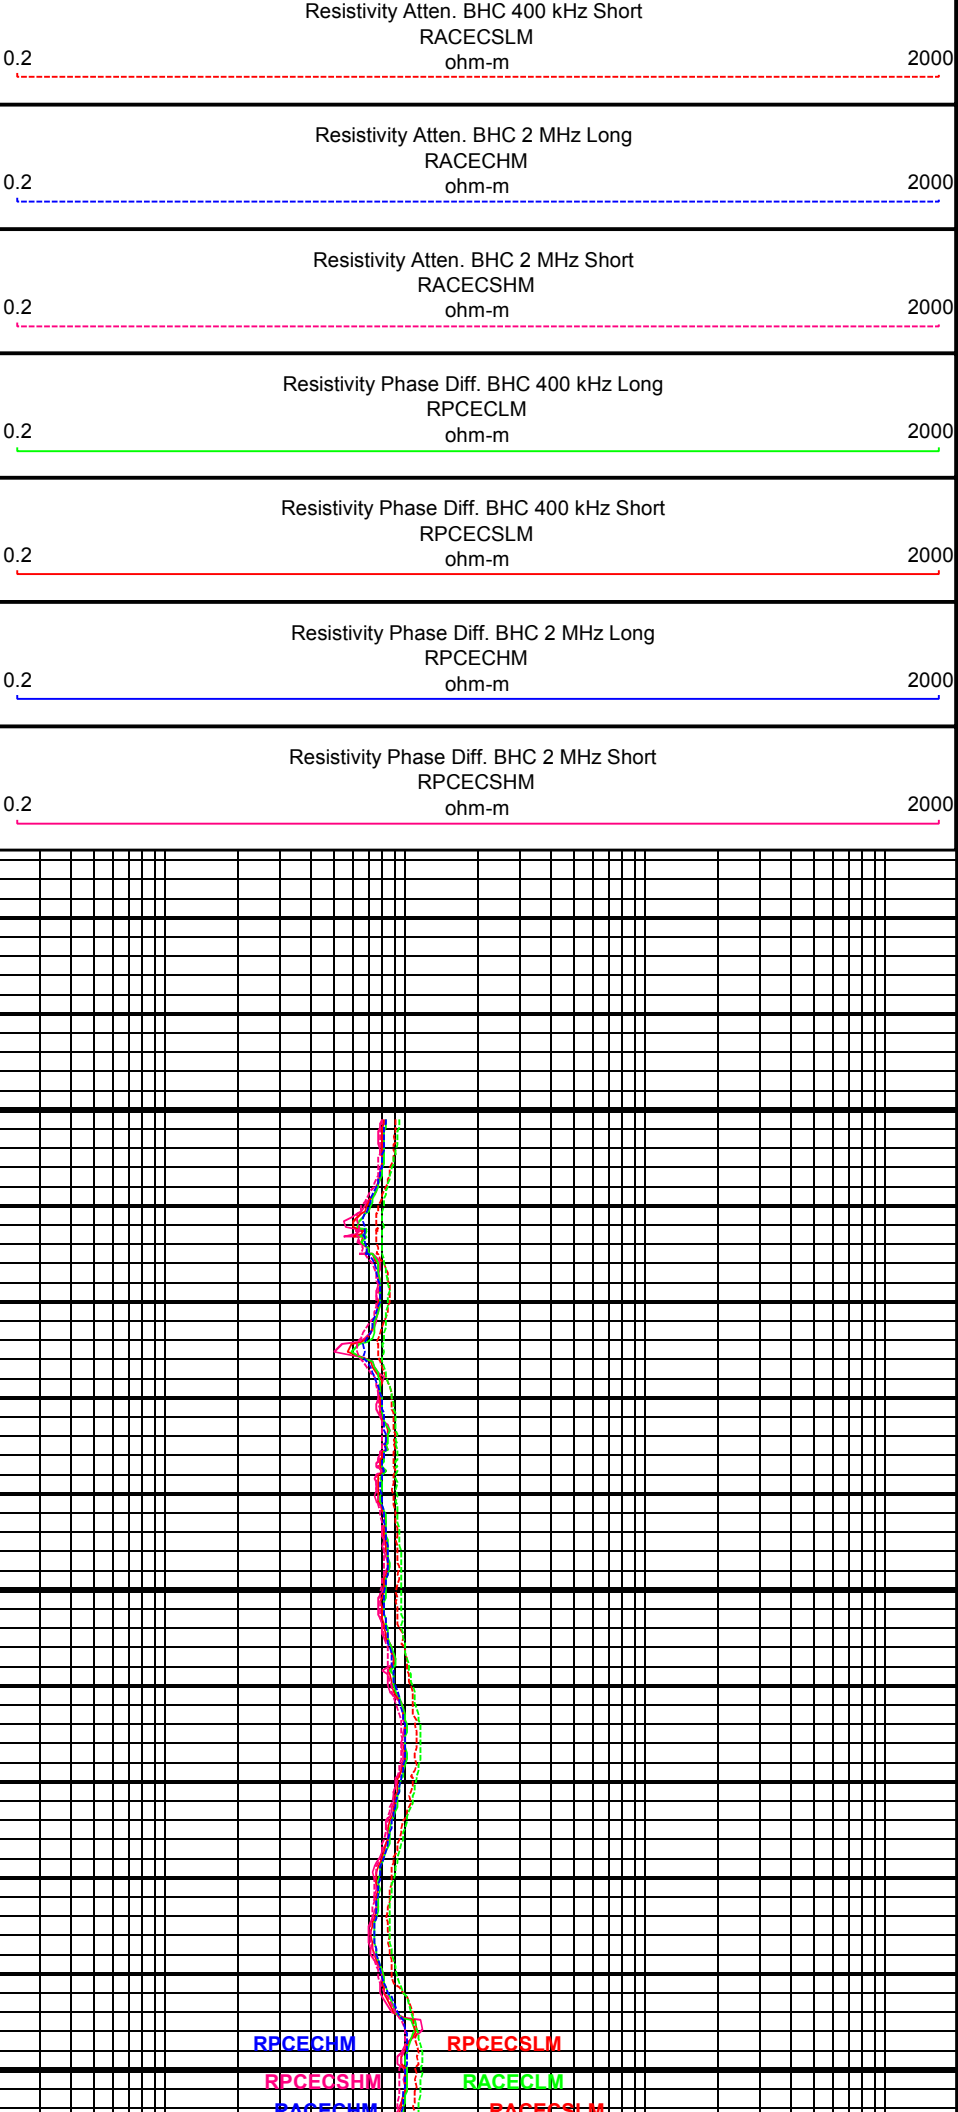 Resistivity Atten. BHC 400 kHz Short
RACECSLM
0.2 ohm-m 2000
Resistivity Atten. BHC 2 MHz Long
RACECHM
0.2 ohm-m 2000
Resistivity Atten. BHC 2 MHz Short
RACECSHM
0.2 ohm-m 2000
Resistivity Phase Diff. BHC 400 kHz Long
RPCECLM
0.2 ohm-m 2000
Resistivity Phase Diff. BHC 400 kHz Short
RPCECSLM
0.2 ohm-m 2000
Resistivity Phase Diff. BHC 2 MHz Long
RPCECHM
0.2 ohm-m 2000
Resistivity Phase Diff. BHC 2 MHz Short
RPCECSHM
0.2 ohm-m 2000
RPCECHM RPCECSLM
RPCECSHM RACECLM
RACECHM RACECSLM